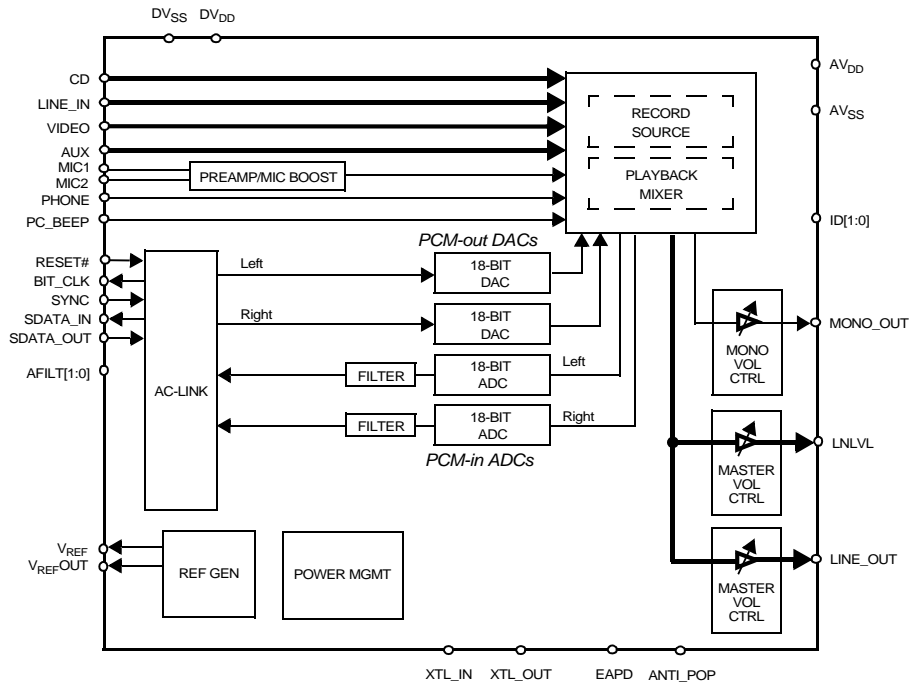 DVSS DVDD
CD
LINE_IN
VIDEO
AUX
MIC1
MIC2
PHONE
PC_BEEP
PREAMP/MIC BOOST
RECORD
SOURCE
PLAYBACK
MIXER
AVDD
AVSS
ID[1:0]
RESET#
BIT_CLK
SYNC
SDATA_IN
SDATA_OUT
AFILT[1:0]
AC-LINK
PCM-out DACs
Left
18-BIT
DAC
Right
18-BIT
DAC
FILTER
18-BIT
ADC
Left
FILTER
18-BIT
ADC
Right
PCM-in ADCs
MONO
VOL
CTRL
MONO_OUT
MASTER
VOL
CTRL
LNLVL
MASTER
VOL
CTRL
LINE_OUT
VREF
VREFOUT
REF GEN
POWER MGMT
XTL_IN XTL_OUT EAPD ANTI_POP